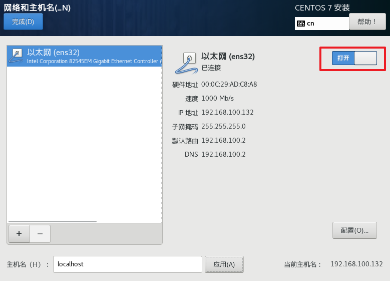 网络和主机名(_N)
CENTOS 7 安装
完成(D)
cn
帮助！
以太网 (ens32)
Intel Corporation 82545EM Gigabit Ethernet Controller (
以太网 (ens32)
已连接
打开
硬件地址 00:0C:29:AD:C8:A8
速度 1000 Mb/s
IP 地址 192.168.100.132
子网掩码 255.255.255.0
默认路由 192.168.100.2
DNS 192.168.100.2
+
−
配置(O)...
主机名（H）：
localhost
应用(A)
当前主机名：
192.168.100.132